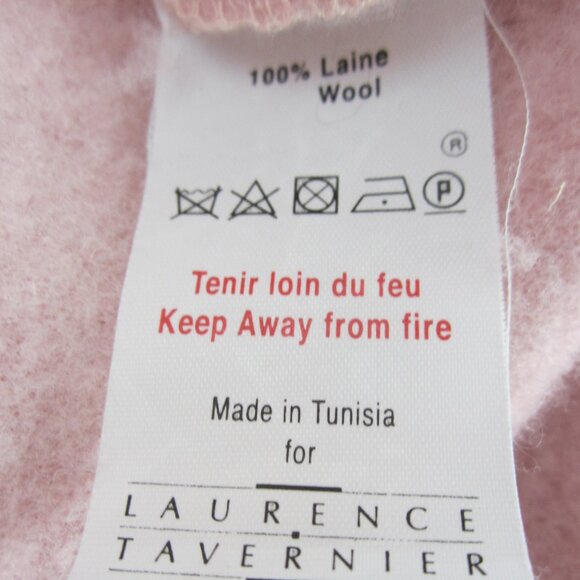 100% Laine
Wool
®
P
Tenir loin du feu
Keep Away from fire
Made in Tunisia
for
LAURENCE
TAVERNIER